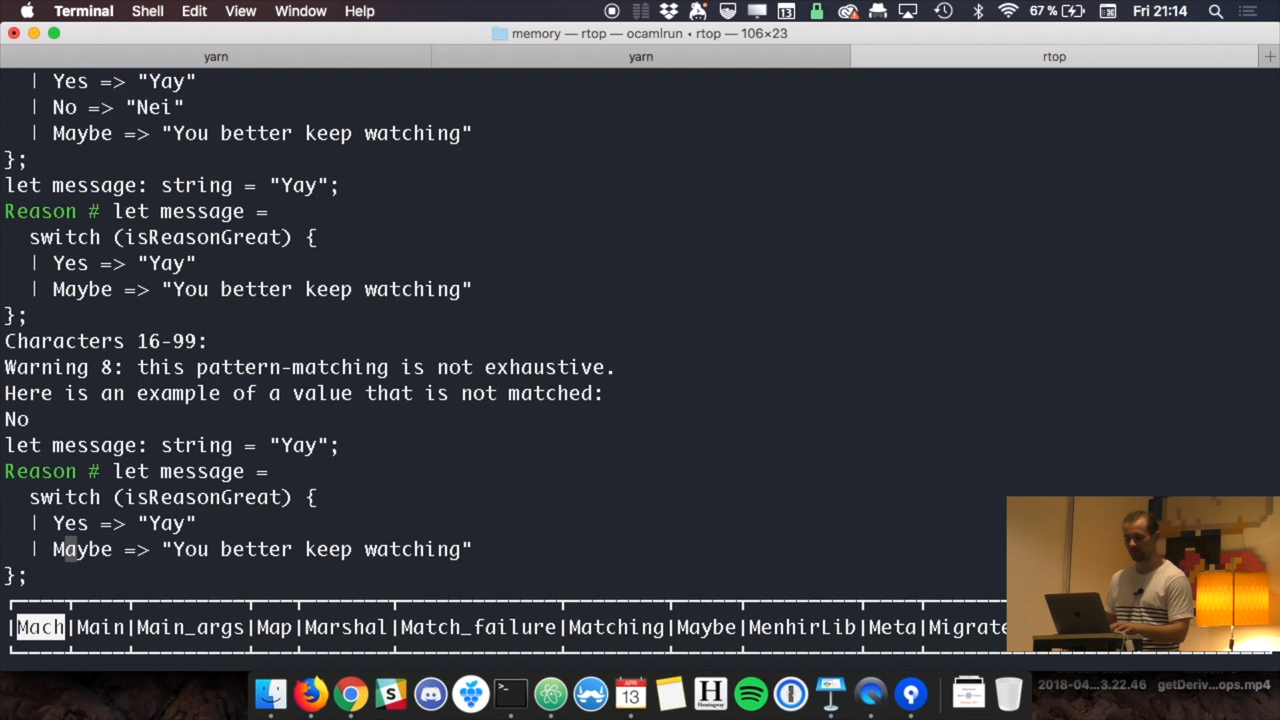 Terminal Shell Edit View Window Help 13 67 % Fri 21:14
memory — rtop — ocamlrun • rtop — 106×23
yarn yarn rtop
| Yes => "Yay"
| No => "Nei"
| Maybe => "You better keep watching"
};
let message: string = "Yay";
Reason # let message =
switch (isReasonGreat) {
| Yes => "Yay"
| Maybe => "You better keep watching"
};
Characters 16-99:
Warning 8: this pattern-matching is not exhaustive.
Here is an example of a value that is not matched:
No
let message: string = "Yay";
Reason # let message =
switch (isReasonGreat) {
| Yes => "Yay"
| Maybe => "You better keep watching"
};
|Mach|Main|Main_args|Map|Marshal|Match_failure|Matching|Maybe|MenhirLib|Meta|Migrate
APR 13 H Hemingway
2018-04...3.22.46 getDeriv...ops.mp4